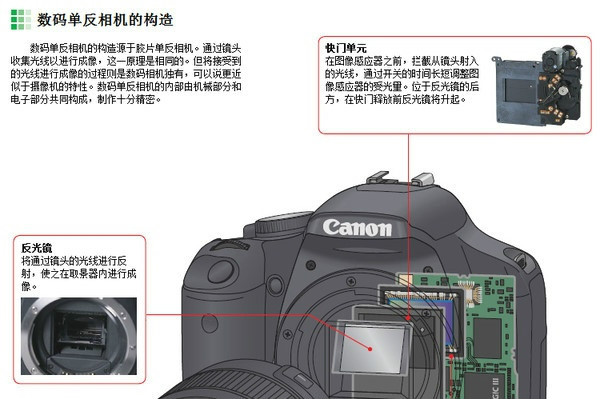 数码单反相机的构造
数码单反相机的构造源于胶片单反相机。通过镜头
收集光线以进行成像，这一原理是相同的。但将接受到
的光线进行成像的过程则是数码相机独有，可以说更近
似于摄像机的特性。数码单反相机的内部由机械部分和
电子部分共同构成，制作十分精密。
快门单元
在图像感应器之前，拦截从镜头射入
的光线，通过开关的时间长短调整图
像感应器的受光量。位于反光镜的后
方，在快门释放前反光镜将升起。
Canon
反光镜
将通过镜头的光线进行反
射，使之在取景器内进行成
像。